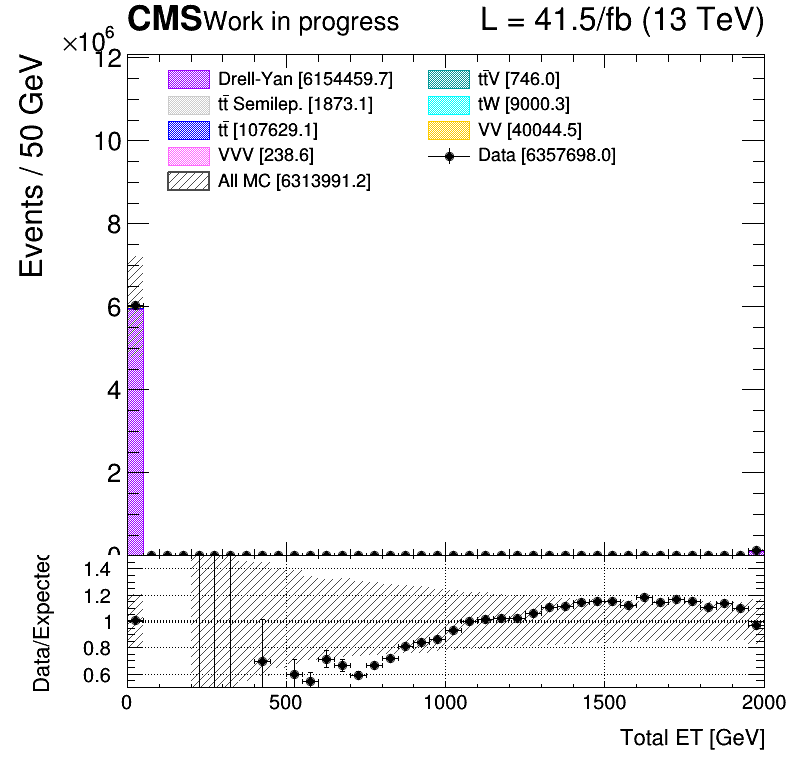 CMS Work in progress L = 41.5/fb (13 TeV)
×10⁶
Events / 50 GeV
12
10
8
6
4
2
0
Drell-Yan [6154459.7]
tt̄ Semilep. [1873.1]
tt̄ [107629.1]
VVV [238.6]
All MC [6313991.2]
tt̄V [746.0]
tW [9000.3]
VV [40044.5]
Data [6357698.0]
Data/Expected
1.4
1.2
1
0.8
0.6
0 500 1000 1500 2000
Total ET [GeV]